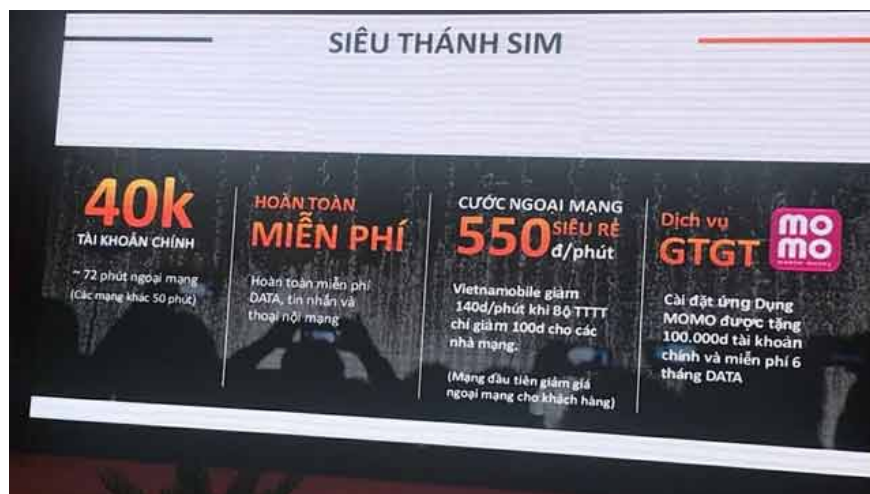 SIÊU THÁNH SIM
40k
TÀI KHOẢN CHÍNH
~ 72 phút ngoại mạng
(Các mạng khác 50 phút)
HOÀN TOÀN
MIỄN PHÍ
Hoàn toàn miễn phí
DATA, tin nhắn và
thoại nội mạng
CƯỚC NGOẠI MẠNG
550 SIÊU RẺ
đ/phút
Vietnamobile giảm
140đ/phút khi Bộ TTTT
chỉ giảm 100đ cho các
nhà mạng.
(Mạng đầu tiên giảm giá
ngoại mạng cho khách hàng)
Dịch vụ
GTGT
mo
mo
Cài đặt ứng Dụng
MOMO được tặng
100.000đ tài khoản
chính và miễn phí 6
tháng DATA